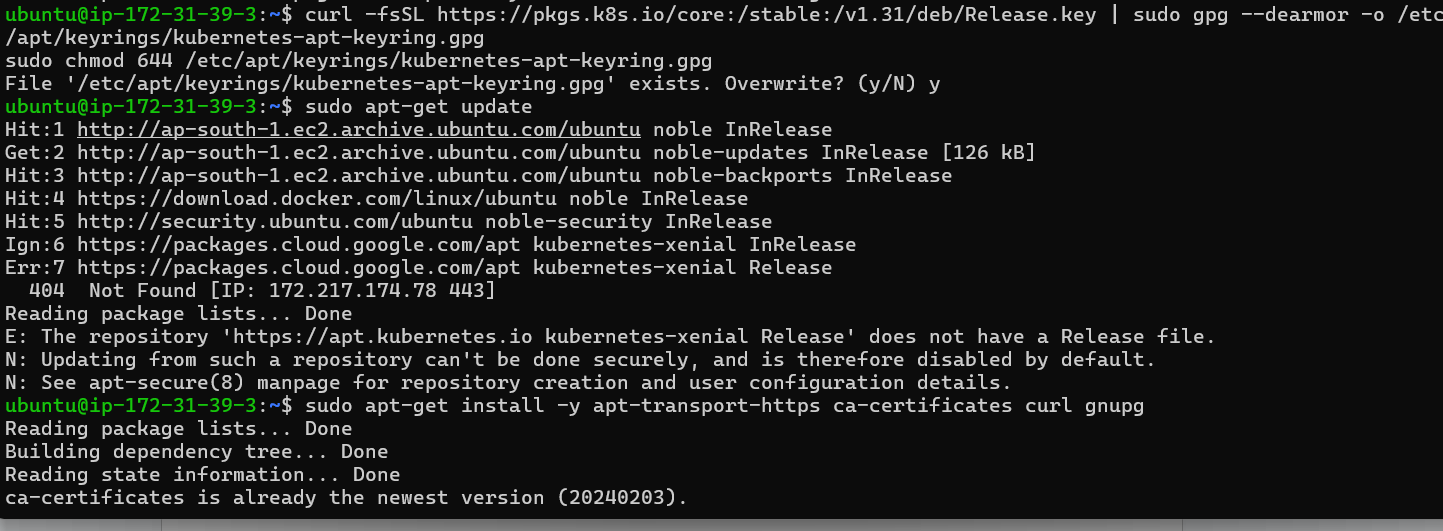 ubuntu@ip-172-31-39-3:~$ curl -fsSL https://pkgs.k8s.io/core:/stable:/v1.31/deb/Release.key | sudo gpg --dearmor -o /etc
/apt/keyrings/kubernetes-apt-keyring.gpg
sudo chmod 644 /etc/apt/keyrings/kubernetes-apt-keyring.gpg
File '/etc/apt/keyrings/kubernetes-apt-keyring.gpg' exists. Overwrite? (y/N) y
ubuntu@ip-172-31-39-3:~$ sudo apt-get update
Hit:1 http://ap-south-1.ec2.archive.ubuntu.com/ubuntu noble InRelease
Get:2 http://ap-south-1.ec2.archive.ubuntu.com/ubuntu noble-updates InRelease [126 kB]
Hit:3 http://ap-south-1.ec2.archive.ubuntu.com/ubuntu noble-backports InRelease
Hit:4 https://download.docker.com/linux/ubuntu noble InRelease
Hit:5 http://security.ubuntu.com/ubuntu noble-security InRelease
Ign:6 https://packages.cloud.google.com/apt kubernetes-xenial InRelease
Err:7 https://packages.cloud.google.com/apt kubernetes-xenial Release
  404  Not Found [IP: 172.217.174.78 443]
Reading package lists... Done
E: The repository 'https://apt.kubernetes.io kubernetes-xenial Release' does not have a Release file.
N: Updating from such a repository can't be done securely, and is therefore disabled by default.
N: See apt-secure(8) manpage for repository creation and user configuration details.
ubuntu@ip-172-31-39-3:~$ sudo apt-get install -y apt-transport-https ca-certificates curl gnupg
Reading package lists... Done
Building dependency tree... Done
Reading state information... Done
ca-certificates is already the newest version (20240203).